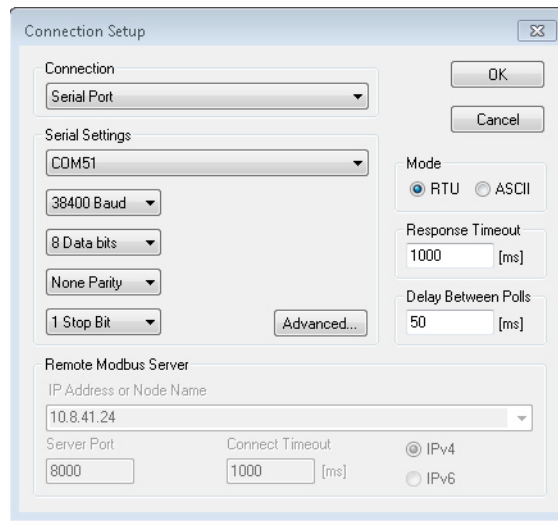 Connection Setup
Connection
OK
Serial Port
Cancel
Serial Settings
COM51
Mode
RTU ASCII
38400 Baud
Response Timeout
8 Data bits
1000 [ms]
None Parity
Delay Between Polls
1 Stop Bit Advanced... 50 [ms]
Remote Modbus Server
IP Address or Node Name
10.8.41.24
Server Port Connect Timeout IPv4
8000 1000 [ms] IPv6